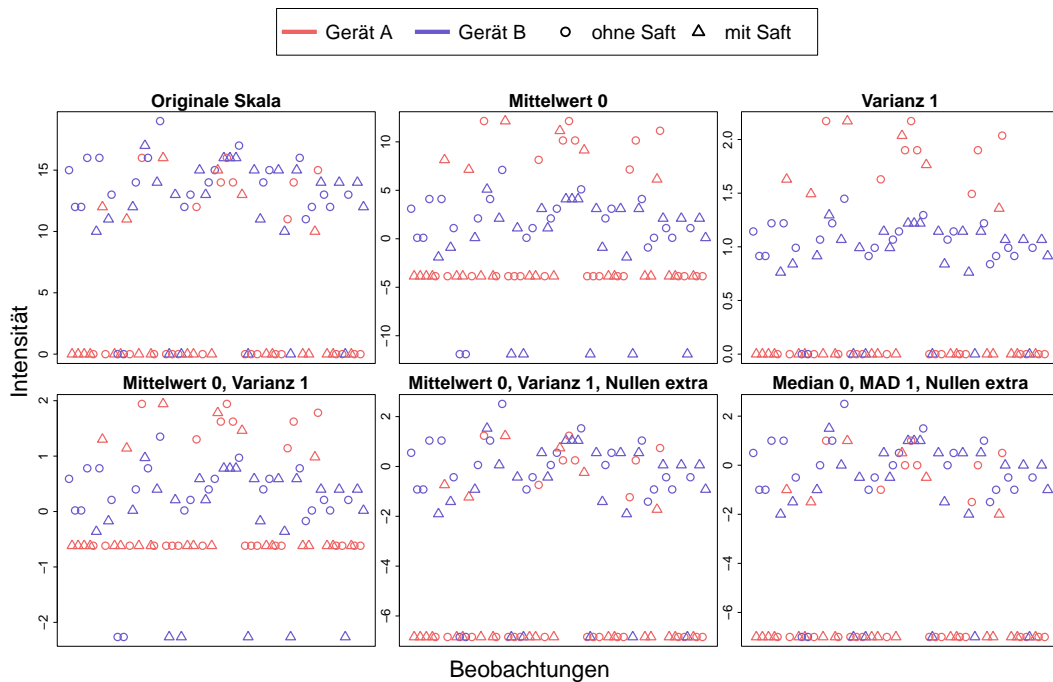 Gerät A Gerät B ohne Saft mit Saft
Originale Skala
Mittelwert 0
Varianz 1
0 5 10 15
−10 −5 0 5 10
0.0 0.5 1.0 1.5 2.0
Intensität
Mittelwert 0, Varianz 1
Mittelwert 0, Varianz 1, Nullen extra
Median 0, MAD 1, Nullen extra
−2 −1 0 1 2
−6 −4 −2 0 2
−6 −4 −2 0 2
Beobachtungen